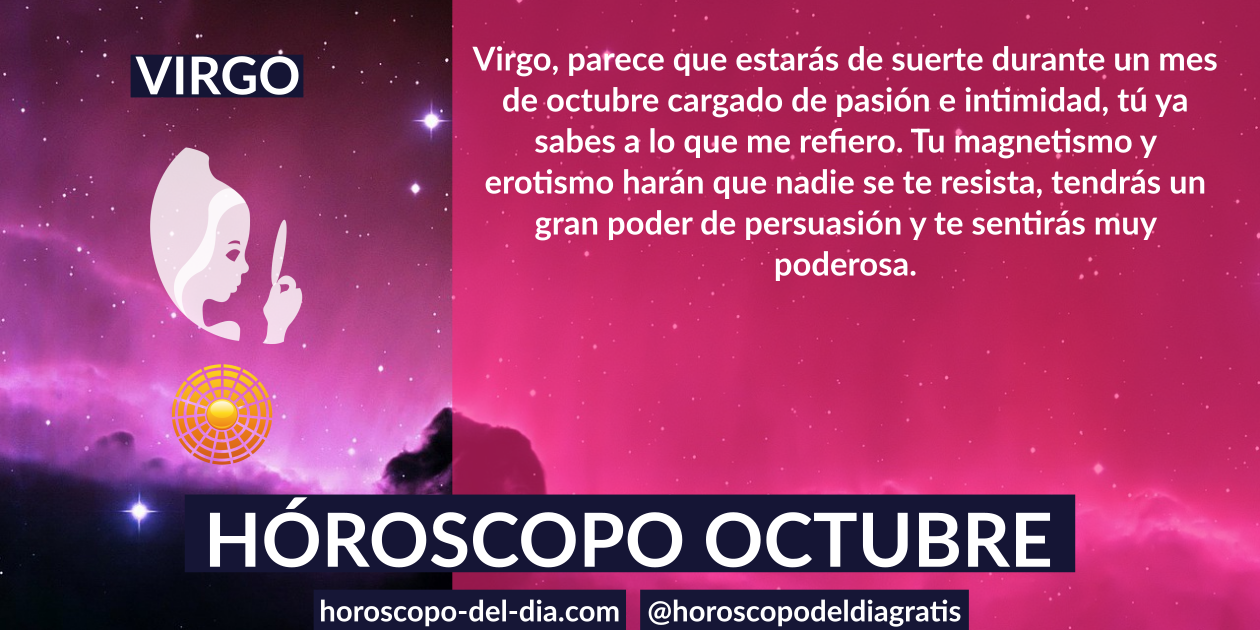 VIRGO
Virgo, parece que estarás de suerte durante un mes
de octubre cargado de pasión e intimidad, tú ya
sabes a lo que me refiero. Tu magnetismo y
erotismo harán que nadie se te resista, tendrás un
gran poder de persuasión y te sentirás muy
poderosa.
HÓROSCOPO OCTUBRE
horoscopo-del-dia.com
@horoscopodeldiagratis